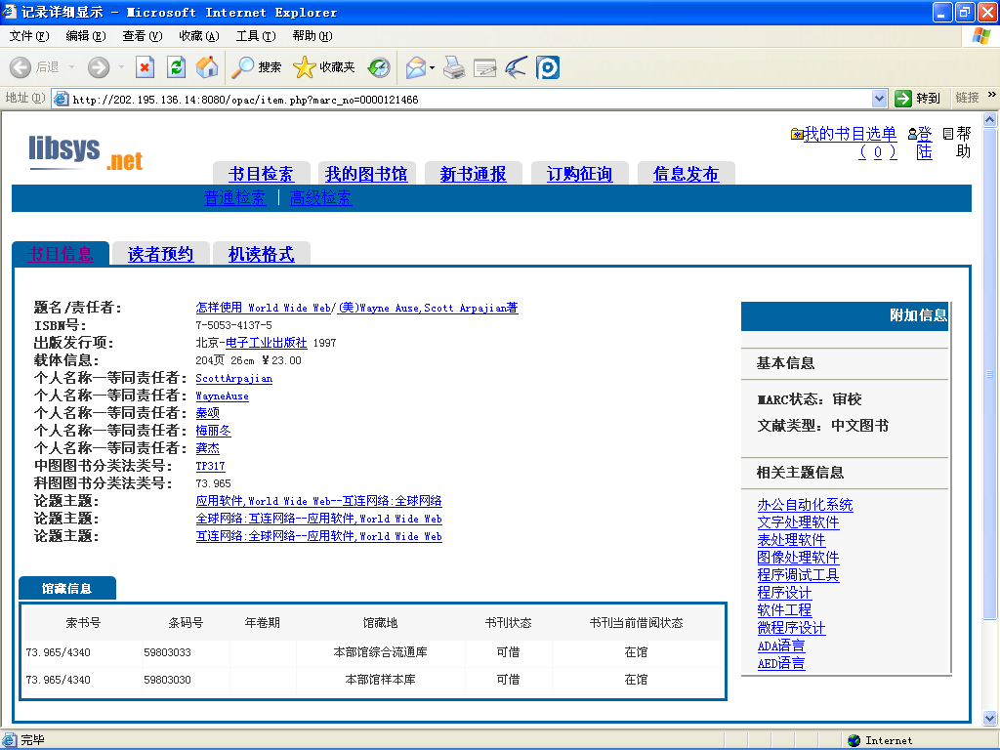 记录详细显示 - Microsoft Internet Explorer
文件(F) 编辑(E) 查看(V) 收藏(A) 工具(T) 帮助(H)
后退 搜索 收藏夹
地址(D) http://202.195.136.14:8080/opac/item.php?marc_no=0000121466 转到 链接 »
libsys.net
我的书目选单(0) 登陆 帮助
书目检索 我的图书馆 新书通报 订购征询 信息发布
普通检索 | 高级检索
书目信息 读者预约 机读格式
题名/责任者: 怎样使用 World Wide Web/(美)Wayne Ause,Scott Arpajian著
ISBN号: 7-5053-4137-5
出版发行项: 北京-电子工业出版社 1997
载体信息: 204页 26cm ¥23.00
个人名称—等同责任者: ScottArpajian
个人名称—等同责任者: WayneAuse
个人名称—等同责任者: 秦颂
个人名称—等同责任者: 梅丽冬
个人名称—等同责任者: 龚杰
中图图书分类法类号: TP317
科图图书分类法类号: 73.965
论题主题: 应用软件,World Wide Web--互连网络:全球网络
论题主题: 全球网络:互连网络--应用软件,World Wide Web
论题主题: 互连网络:全球网络--应用软件,World Wide Web
附加信息
基本信息
MARC状态: 审校
文献类型: 中文图书
相关主题信息
办公自动化系统
文字处理软件
表处理软件
图像处理软件
程序调试工具
程序设计
软件工程
微程序设计
ADA语言
AED语言
馆藏信息
索书号 条码号 年卷期 馆藏地 书刊状态 书刊当前借阅状态
73.965/4340 59803033 本部馆综合流通库 可借 在馆
73.965/4340 59803030 本部馆样本库 可借 在馆
完毕 Internet